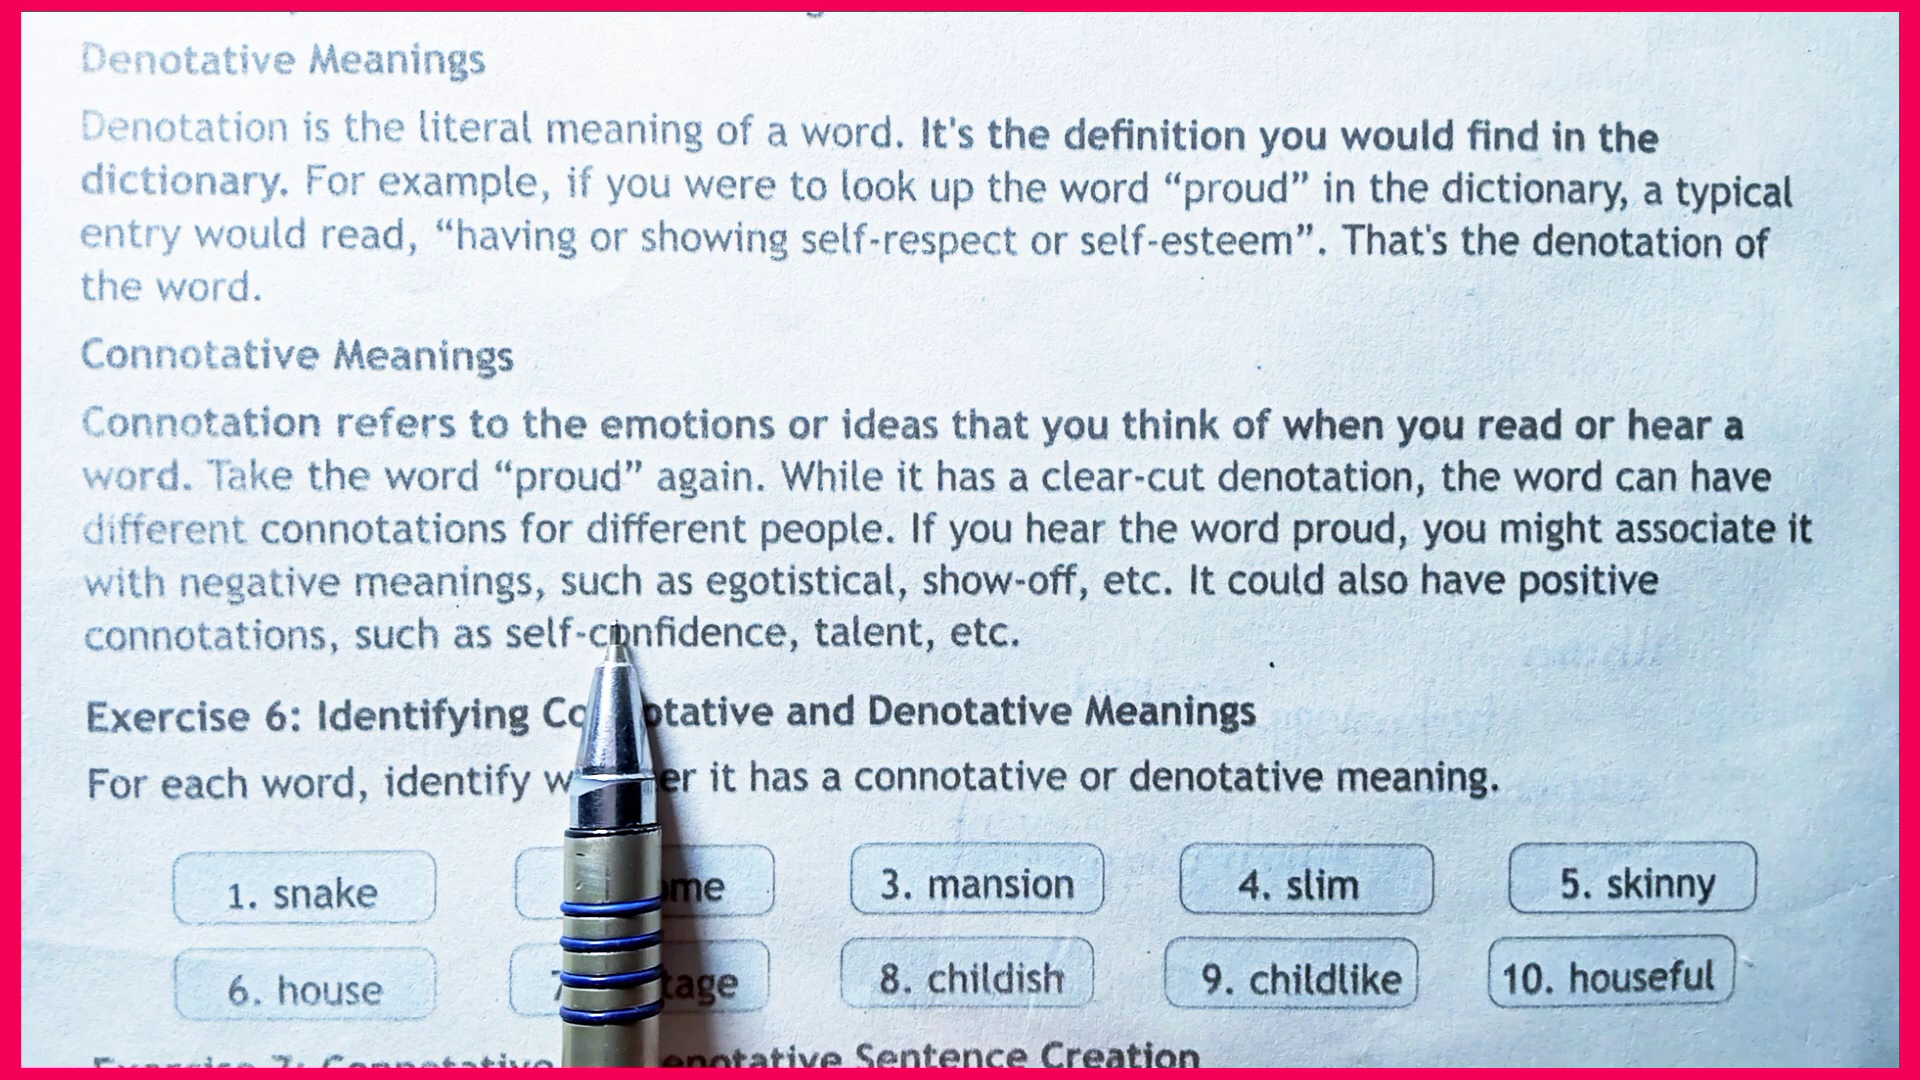 Denotative Meanings
Denotation is the literal meaning of a word. It's the definition you would find in the
dictionary. For example, if you were to look up the word “proud” in the dictionary, a typical
entry would read, “having or showing self-respect or self-esteem”. That's the denotation of
the word.
Connotative Meanings
Connotation refers to the emotions or ideas that you think of when you read or hear a
word. Take the word “proud” again. While it has a clear-cut denotation, the word can have
different connotations for different people. If you hear the word proud, you might associate it
with negative meanings, such as egotistical, show-off, etc. It could also have positive
connotations, such as self-confidence, talent, etc.
Exercise 6: Identifying and Denotative Meanings
For each word, identify it has a connotative or denotative meaning.
1. snake 3. mansion 4. slim 5. skinny
6. house 8. childish 9. childlike 10. houseful
Exercise 7: Connotative Sentence Creation